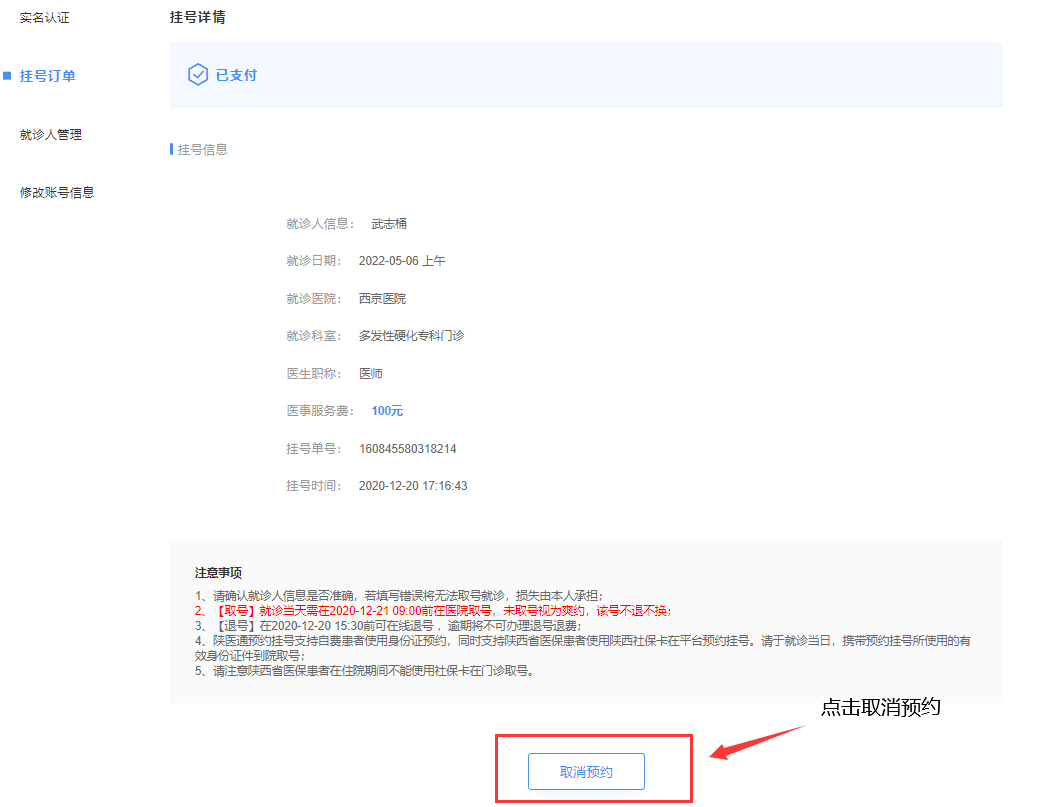 实名认证
挂号详情
挂号订单
已支付
就诊人管理
挂号信息
修改账号信息
就诊人信息： 武志桶
就诊日期： 2022-05-06 上午
就诊医院： 西京医院
就诊科室： 多发性硬化专科门诊
医生职称： 医师
医事服务费： 100元
挂号单号： 160845580318214
挂号时间： 2020-12-20 17:16:43
注意事项
1、请确认就诊人信息是否准确，若填写错误将无法取号就诊，损失由本人承担；
2、【取号】就诊当天需在2020-12-21 09:00前在医院取号，未取号视为爽约，该号不退不换；
3、【退号】在2020-12-20 15:30前可在线退号 ，逾期将不可办理退号退费；
4、陕医通预约挂号支持自费患者使用身份证预约，同时支持陕西省医保患者使用陕西社保卡在平台预约挂号。请于就诊当日，携带预约挂号所使用的有
效身份证件到院取号；
5、请注意陕西省医保患者在住院期间不能使用社保卡在门诊取号。
点击取消预约
取消预约